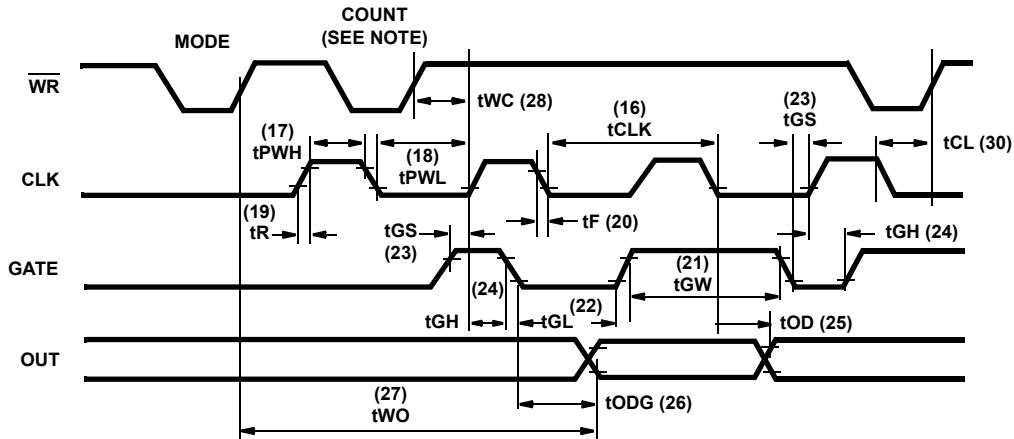 COUNT
(SEE NOTE)
MODE
WR
tWC (28)
(16)
tCLK
(23)
tGS
tCL (30)
(17)
tPWH
(18)
tPWL
CLK
(19)
tR
tGS
(23)
tF (20)
tGH (24)
GATE
(24)
tGH
(22)
tGL
(21)
tGW
tOD (25)
OUT
(27)
tWO
tODG (26)